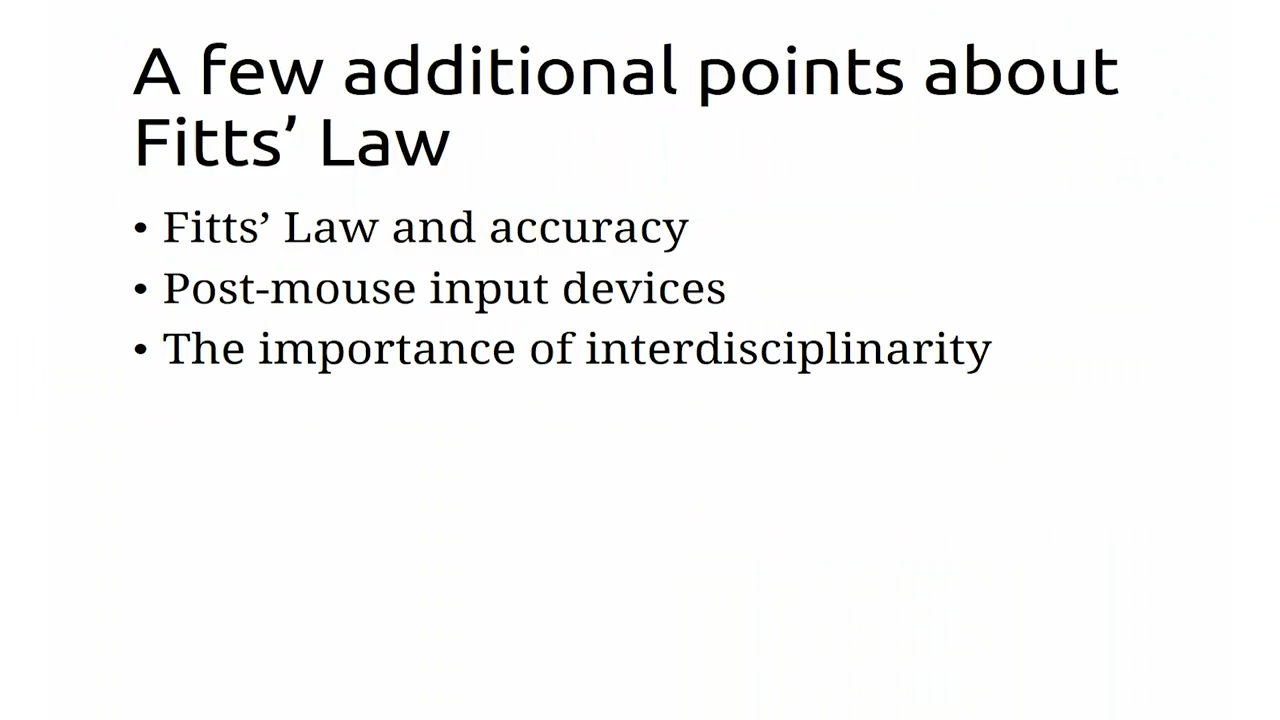 A few additional points about
Fitts’ Law
• Fitts’ Law and accuracy
• Post-mouse input devices
• The importance of interdisciplinarity